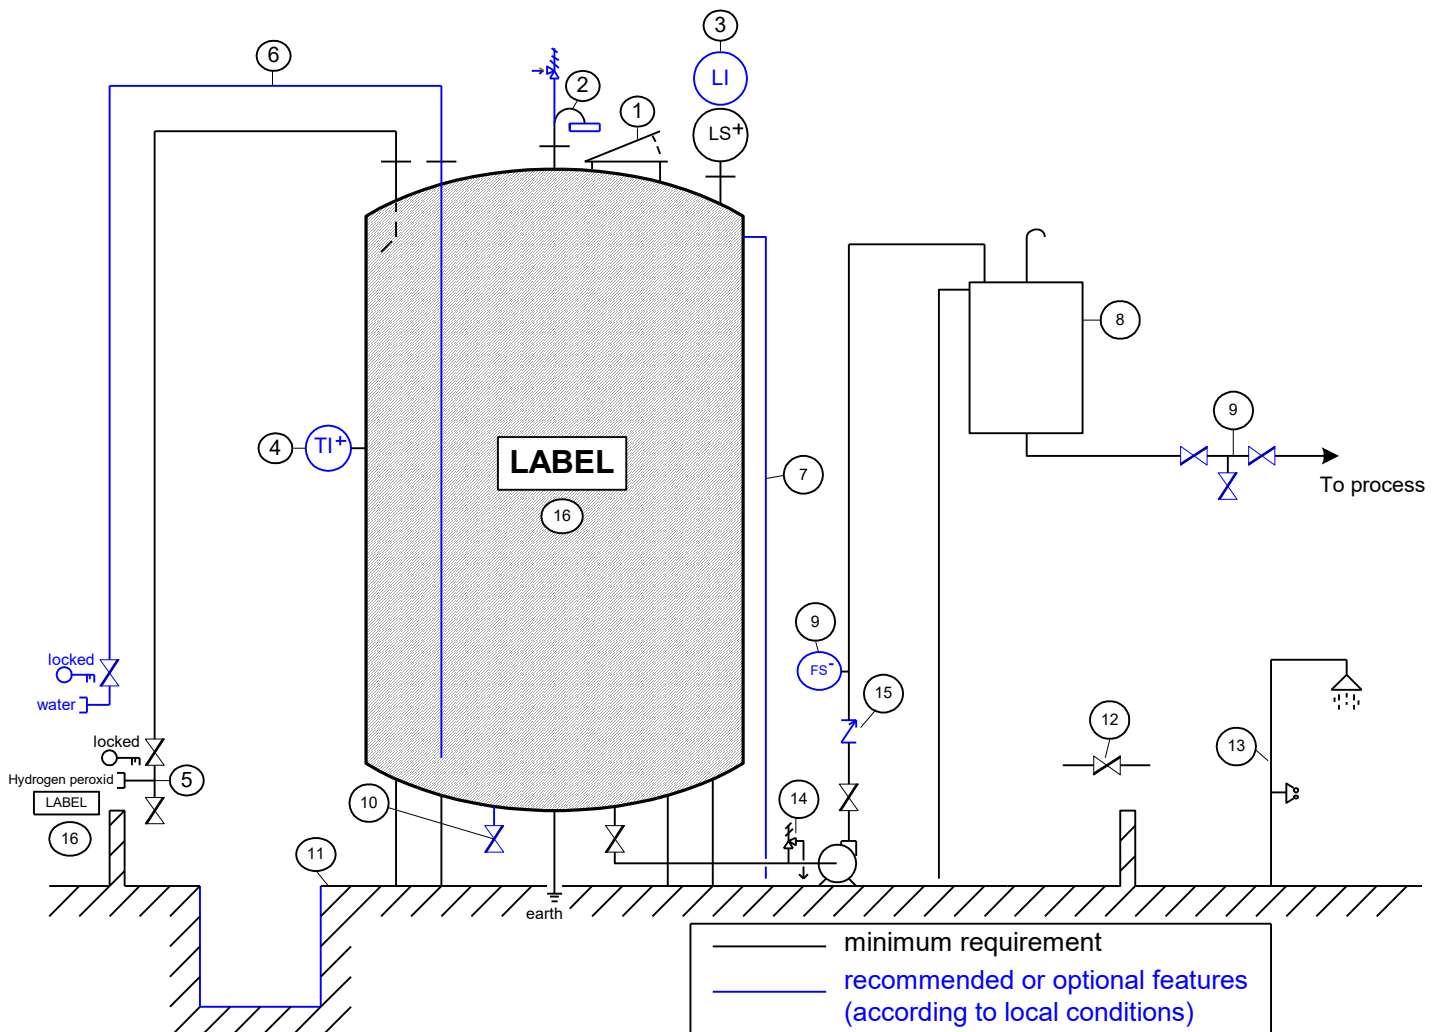 3
6
LI
2
1
LS+
8
9
4
TI+
LABEL
7
To process
16
9
locked
FS-
15
water
12
13
locked
Hydrogen peroxid
5
LABEL
10
14
16
11
earth
minimum requirement
recommended or optional features
(according to local conditions)